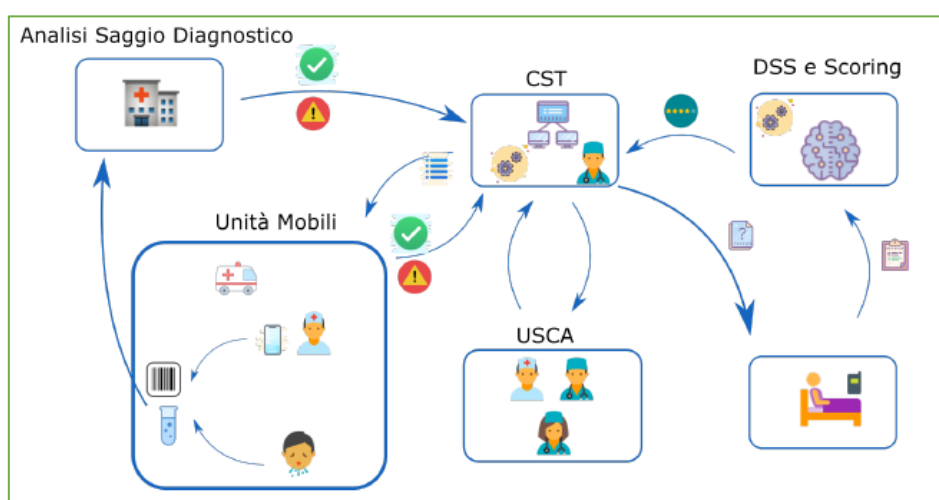 Analisi Saggio Diagnostico
CST
DSS e Scoring
Unità Mobili
USCA